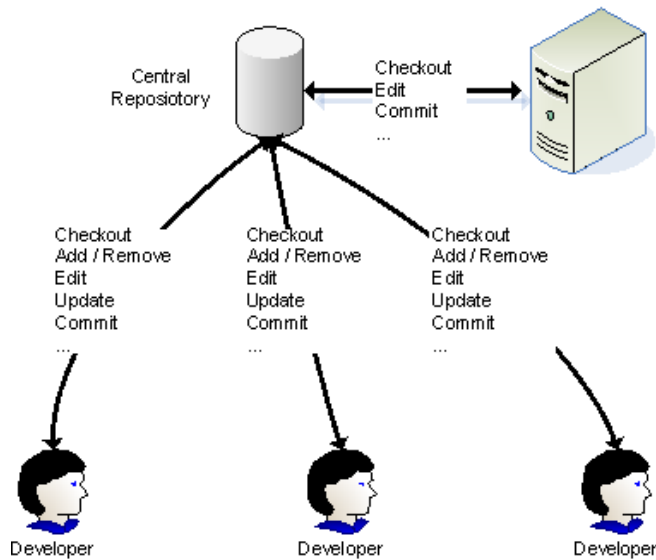 Central
Reposiotory
Checkout
Edit
Commit
...
Checkout
Add / Remove
Edit
Update
Commit
...
Checkout
Add / Remove
Edit
Update
Commit
...
Checkout
Add / Remove
Edit
Update
Commit
...
Developer
Developer
Developer